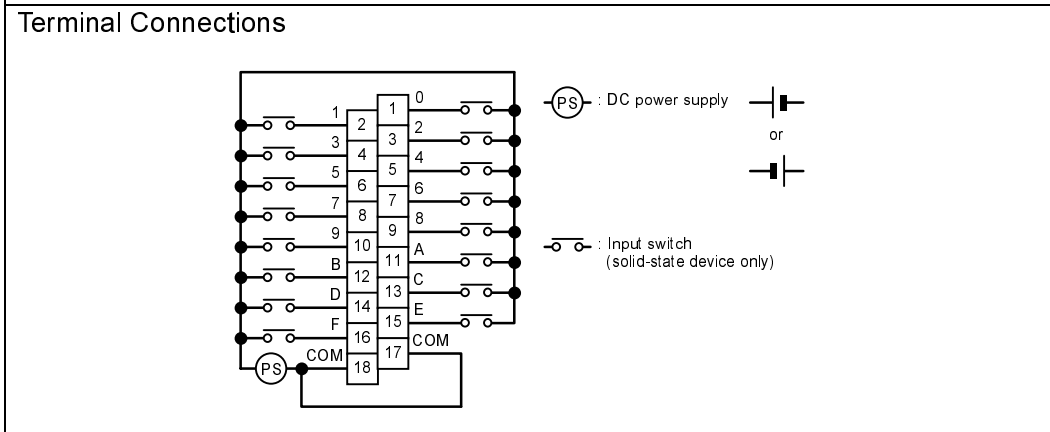 Terminal Connections
0
1
1
2
2
3
3
4
4
5
5
6
6
7
7
8
8
9
9
10
A
11
B
12
C
13
D
14
E
15
F
16
COM
17
COM
18
PS
PS : DC power supply
or
: Input switch
(solid-state device only)